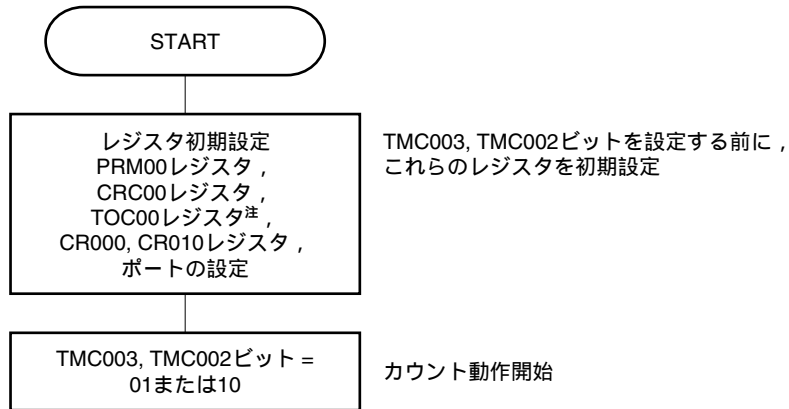 START
レジスタ初期設定
PRM00レジスタ，
CRC00レジスタ，
TOC00レジスタ注，
CR000, CR010レジスタ，
ポートの設定
TMC003, TMC002ビットを設定する前に，
これらのレジスタを初期設定
TMC003, TMC002ビット =
01または10
カウント動作開始